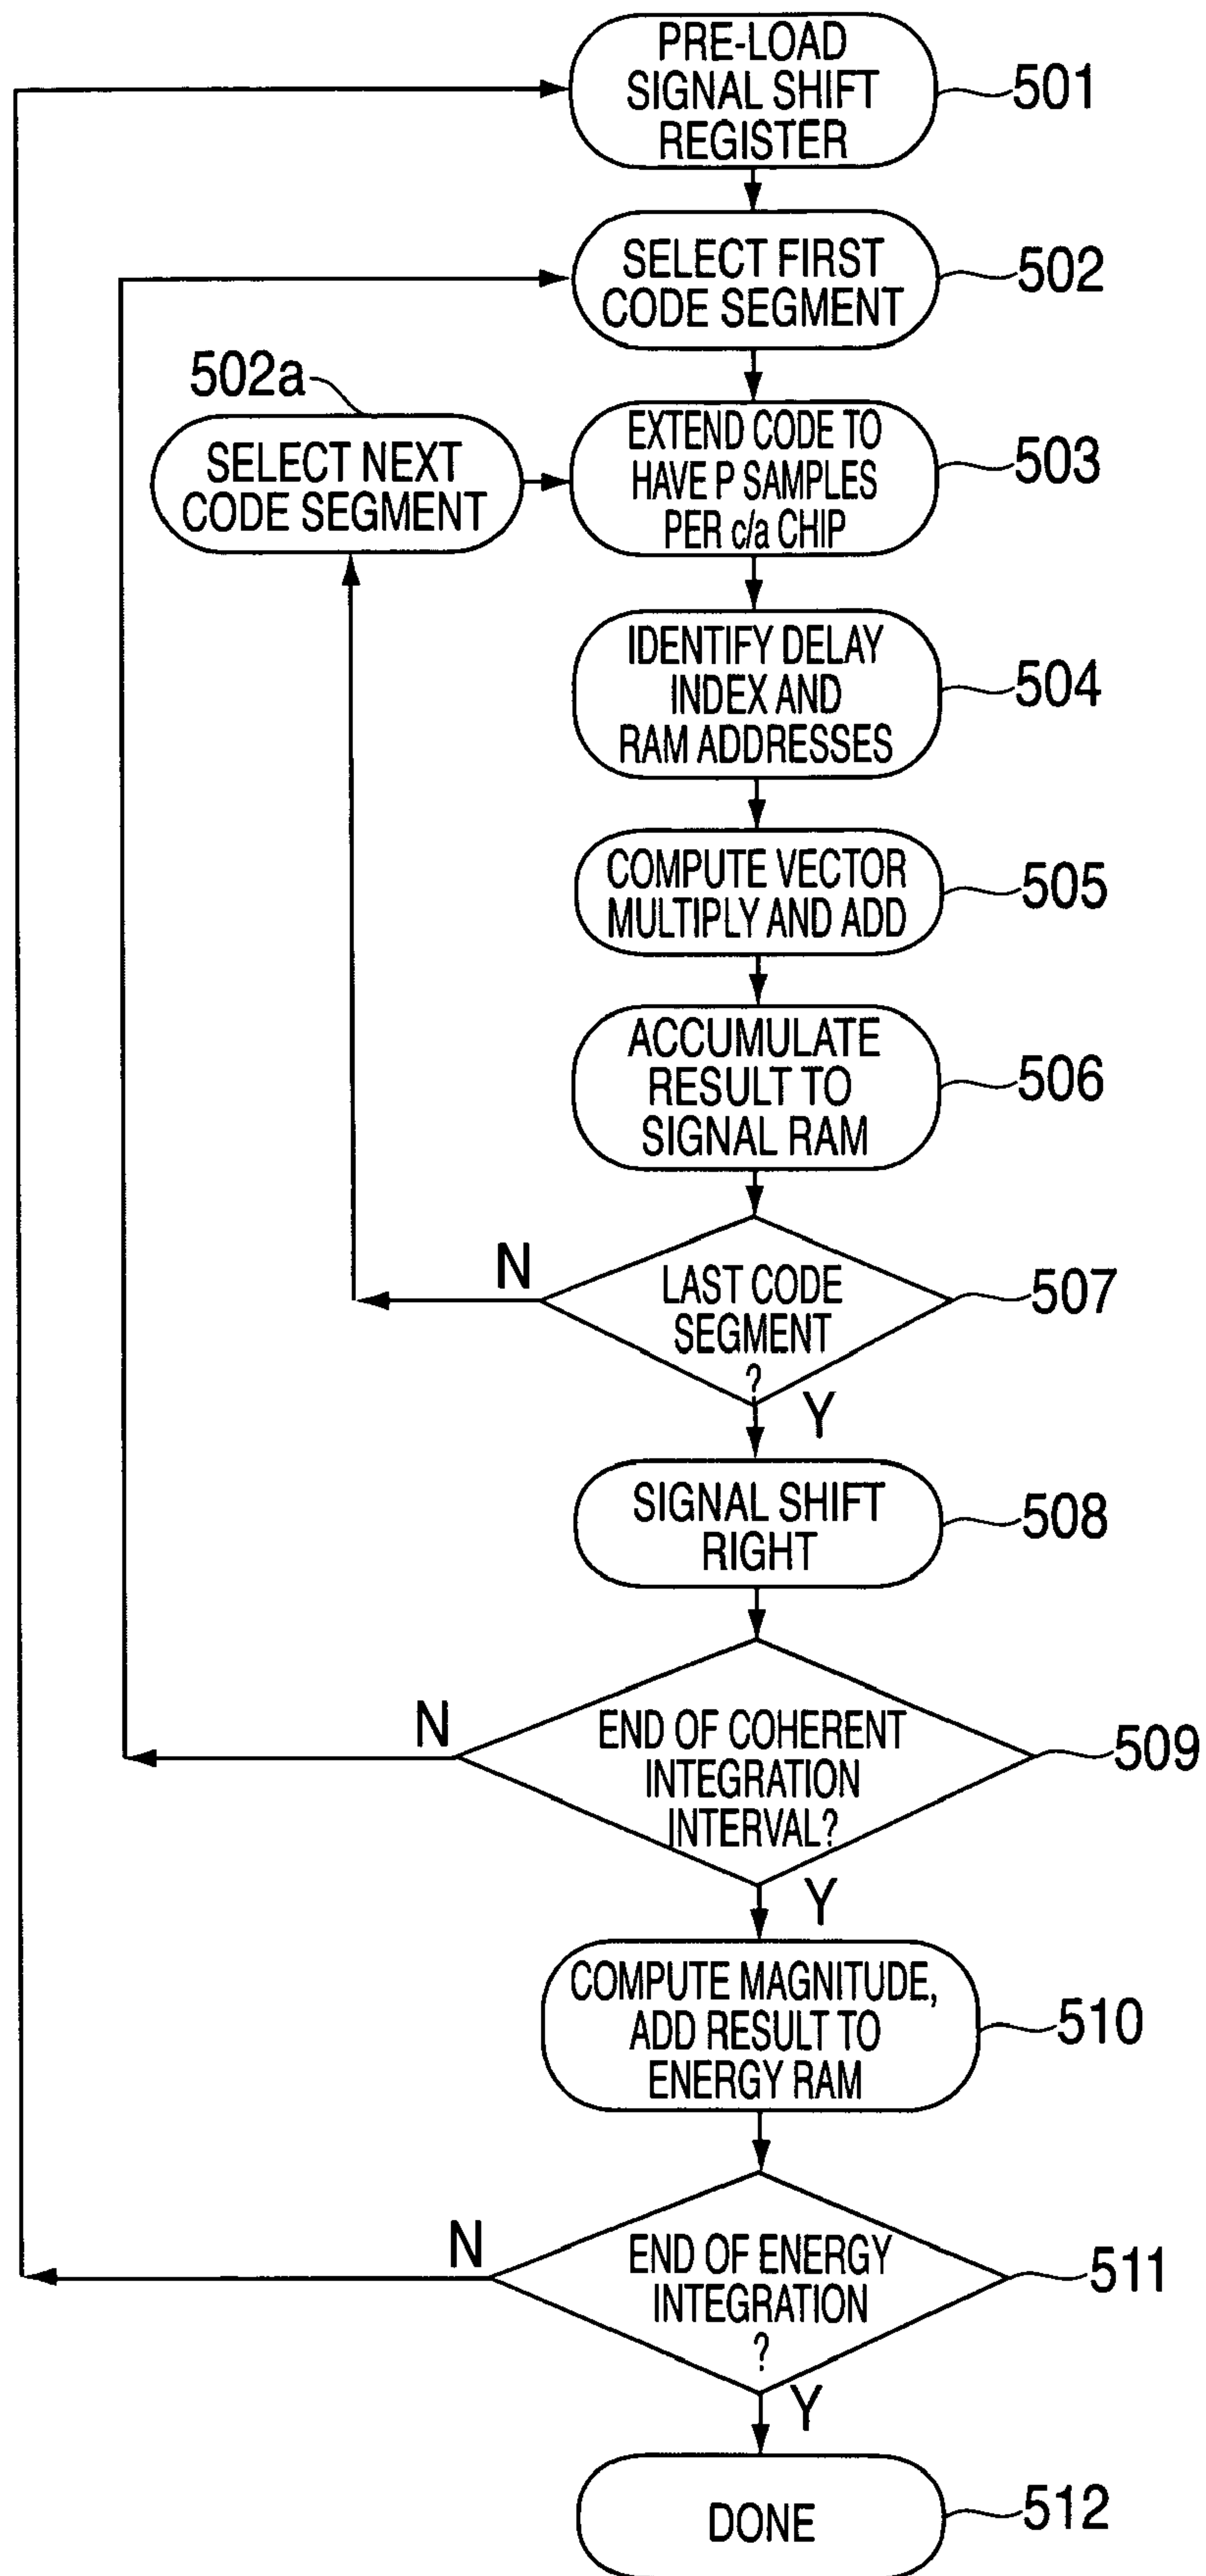 PRE-LOAD
SIGNAL SHIFT
REGISTER
501
SELECT FIRST
CODE SEGMENT
502
502a
SELECT NEXT
CODE SEGMENT
EXTEND CODE TO
HAVE P SAMPLES
PER c/a CHIP
503
IDENTIFY DELAY
INDEX AND
RAM ADDRESSES
504
COMPUTE VECTOR
MULTIPLY AND ADD
505
ACCUMULATE
RESULT TO
SIGNAL RAM
506
N
LAST CODE
SEGMENT
?
507
Y
SIGNAL SHIFT
RIGHT
508
N
END OF COHERENT
INTEGRATION
INTERVAL?
509
Y
COMPUTE MAGNITUDE,
ADD RESULT TO
ENERGY RAM
510
N
END OF ENERGY
INTEGRATION
?
511
Y
DONE
512